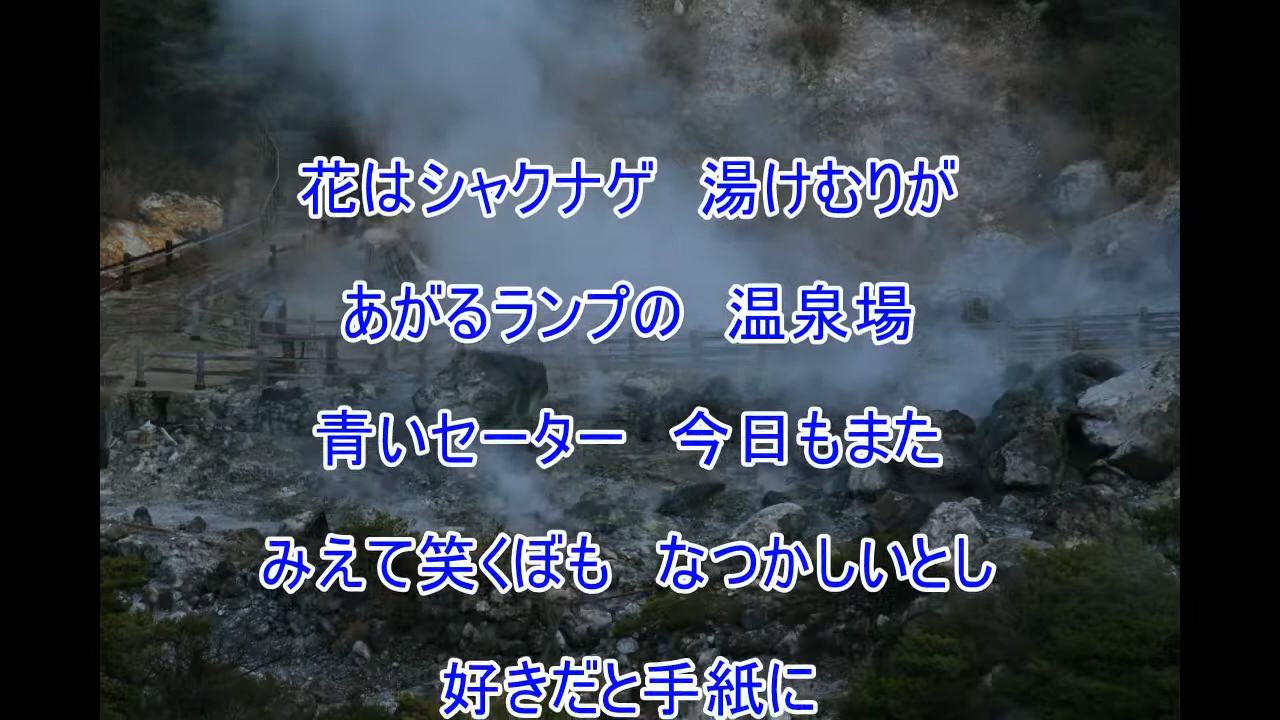 花はシャクナゲ　湯けむりが
あがるランプの　温泉場
青いセーター　今日もまた
みえて笑くぼも　なつかしいとし
好きだと手紙に